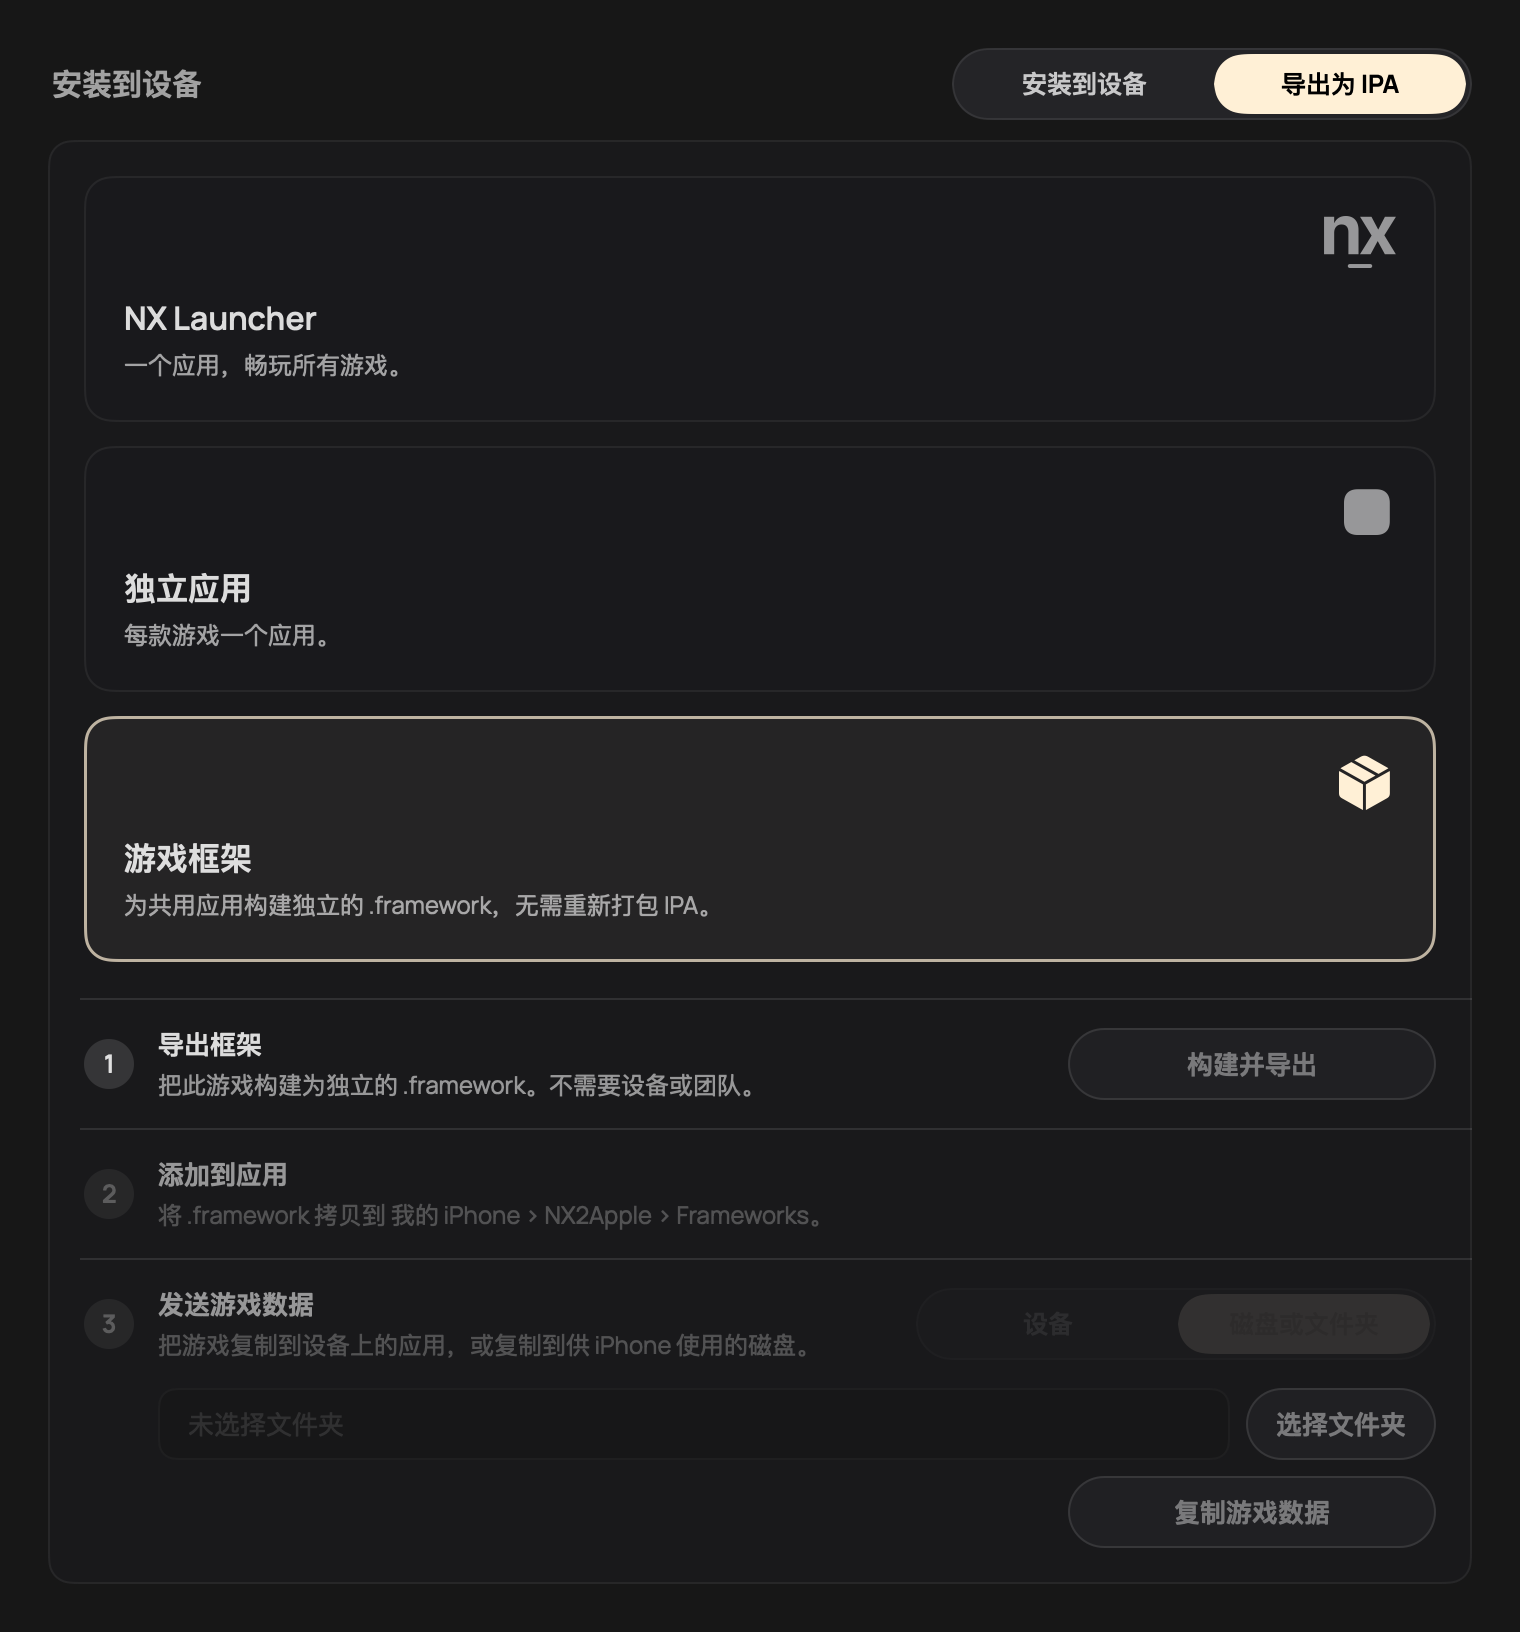 安装到设备
安装到设备
导出为 IPA
nx
NX Launcher
一个应用，畅玩所有游戏。
独立应用
每款游戏一个应用。
游戏框架
为共用应用构建独立的 .framework，无需重新打包 IPA。
1
导出框架
把此游戏构建为独立的 .framework。不需要设备或团队。
构建并导出
2
添加到应用
将 .framework 拷贝到 我的 iPhone › NX2Apple › Frameworks。
3
发送游戏数据
把游戏复制到设备上的应用，或复制到供 iPhone 使用的磁盘。
设备
磁盘或文件夹
未选择文件夹
选择文件夹
复制游戏数据